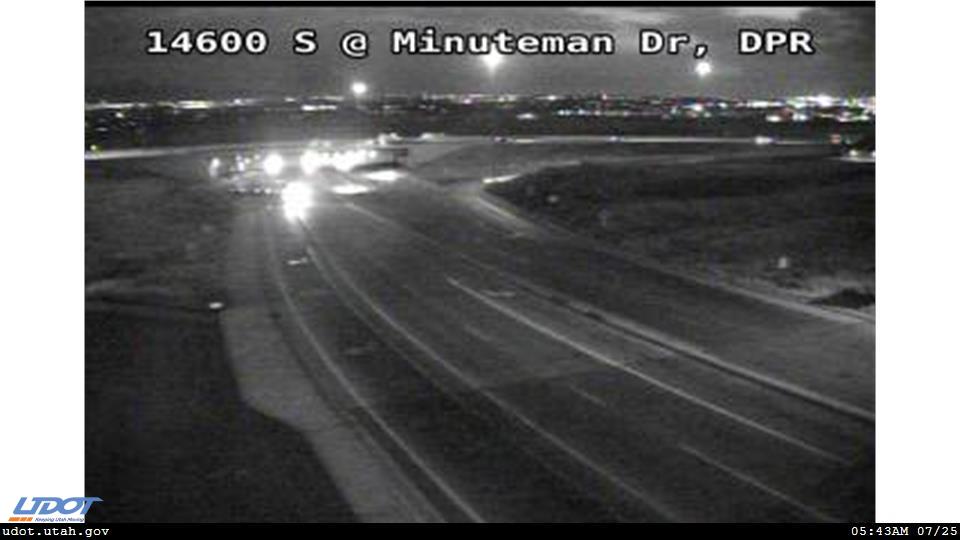 14600 S @ Minuteman Dr, DPR
UDOT
Keeping Utah Moving
udot.utah.gov
05:43AM 07/25